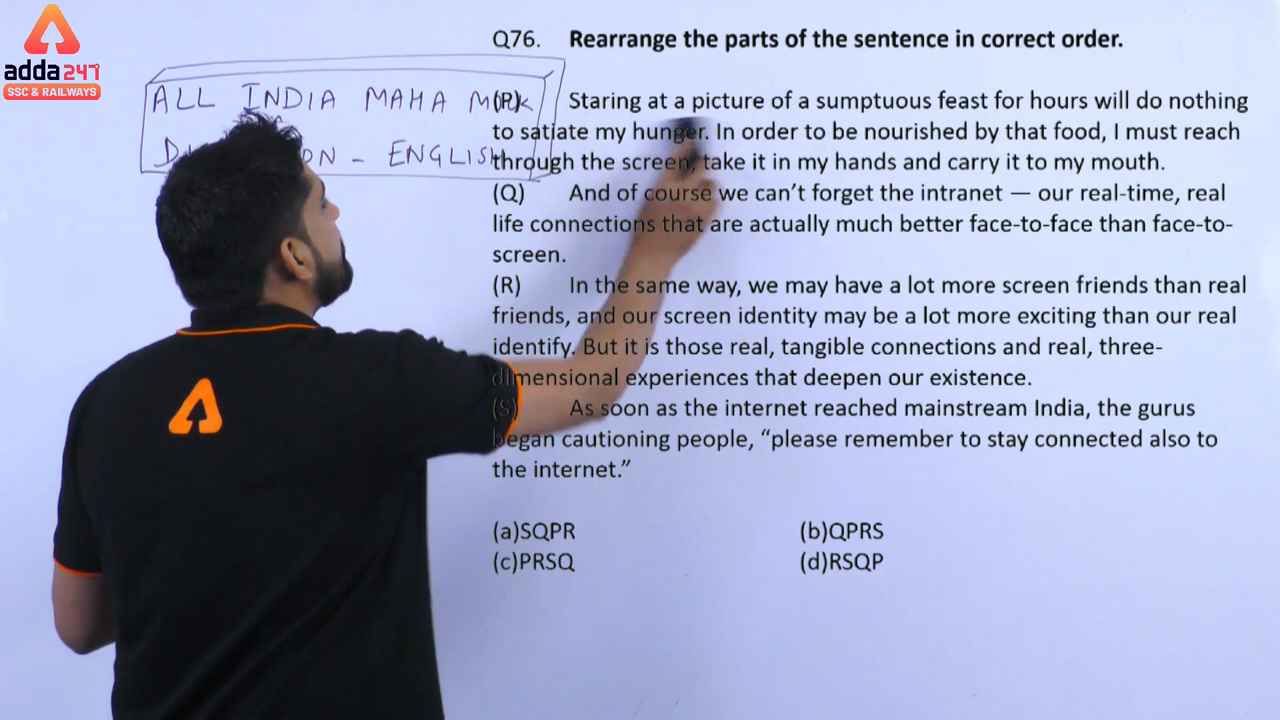 adda247
SSC & RAILWAYS
ALL INDIA MAHA MOCK
ENGLISH
Q76. Rearrange the parts of the sentence in correct order.
(P) Staring at a picture of a sumptuous feast for hours will do nothing
to satiate my hunger. In order to be nourished by that food, I must reach
through the screen, take it in my hands and carry it to my mouth.
(Q) And of course we can’t forget the intranet — our real-time, real
life connections that are actually much better face-to-face than face-to-
screen.
(R) In the same way, we may have a lot more screen friends than real
friends, and our screen identity may be a lot more exciting than our real
identify. But it is those real, tangible connections and real, three-
dimensional experiences that deepen our existence.
(S) As soon as the internet reached mainstream India, the gurus
began cautioning people, “please remember to stay connected also to
the internet.”
(a)SQPR (b)QPRS
(c)PRSQ (d)RSQP